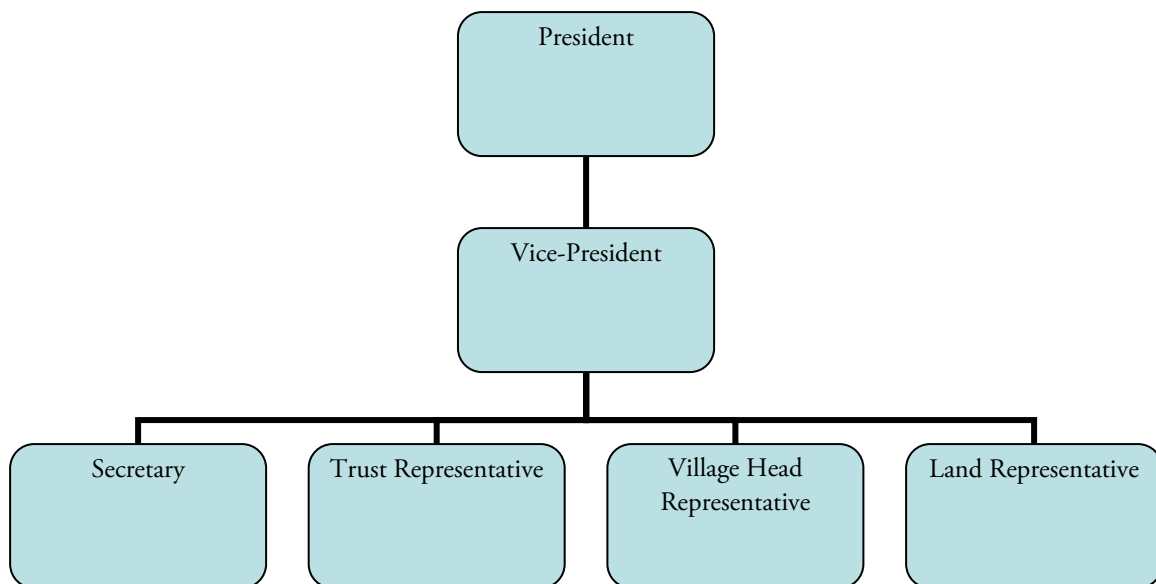 President
Vice-President
Secretary
Trust Representative
Village Head
Representative
Land Representative